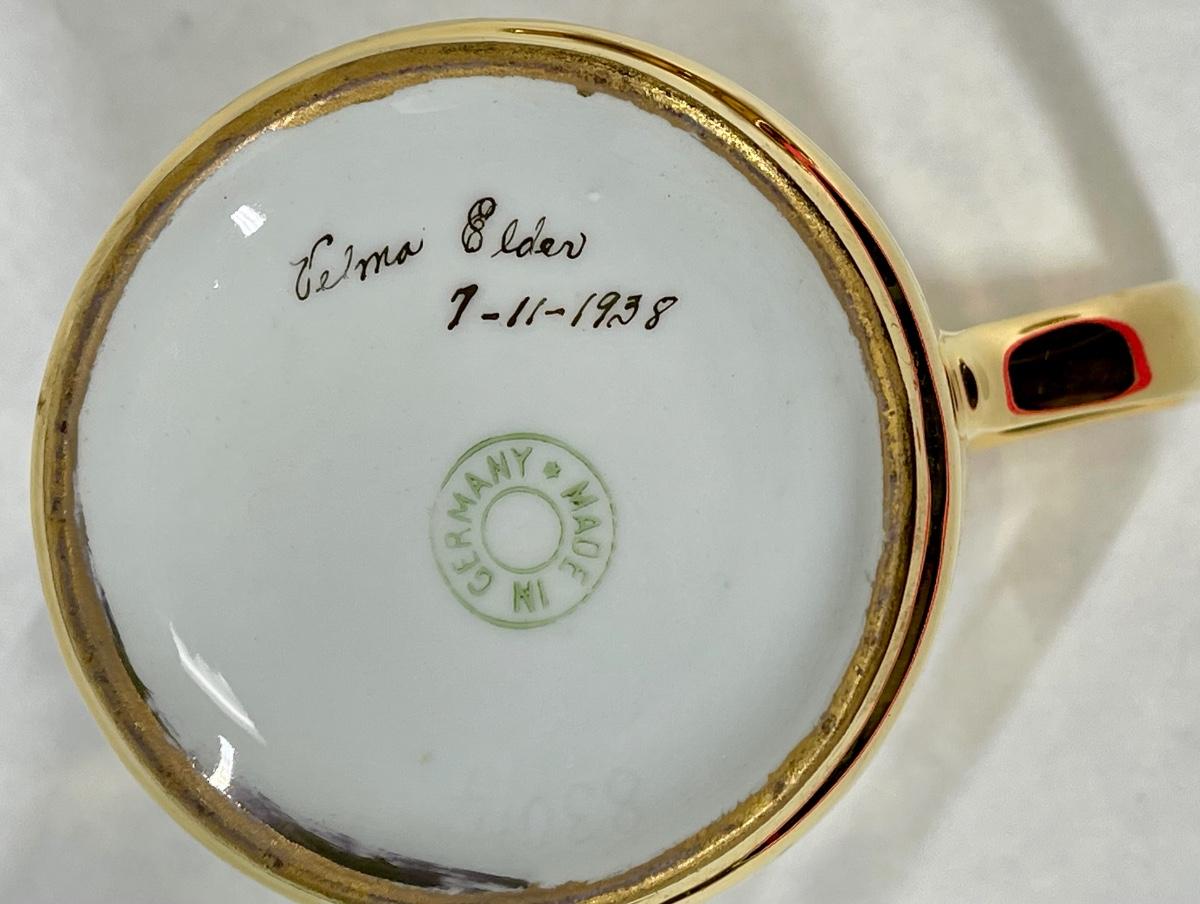 Velma Elder
7-11-1938
MADE IN GERMANY *